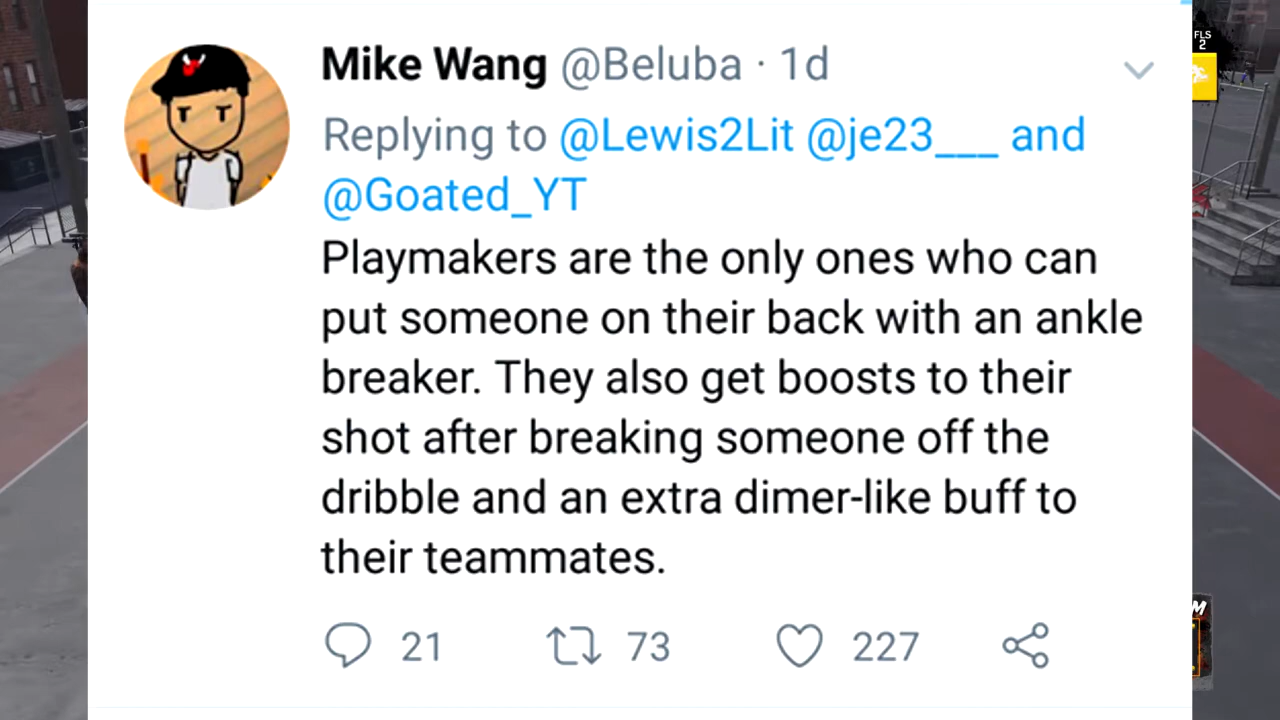 Mike Wang @Beluba · 1d
Replying to @Lewis2Lit @je23___ and
@Goated_YT
Playmakers are the only ones who can
put someone on their back with an ankle
breaker. They also get boosts to their
shot after breaking someone off the
dribble and an extra dimer-like buff to
their teammates.
21 73 227
FLS
2
M